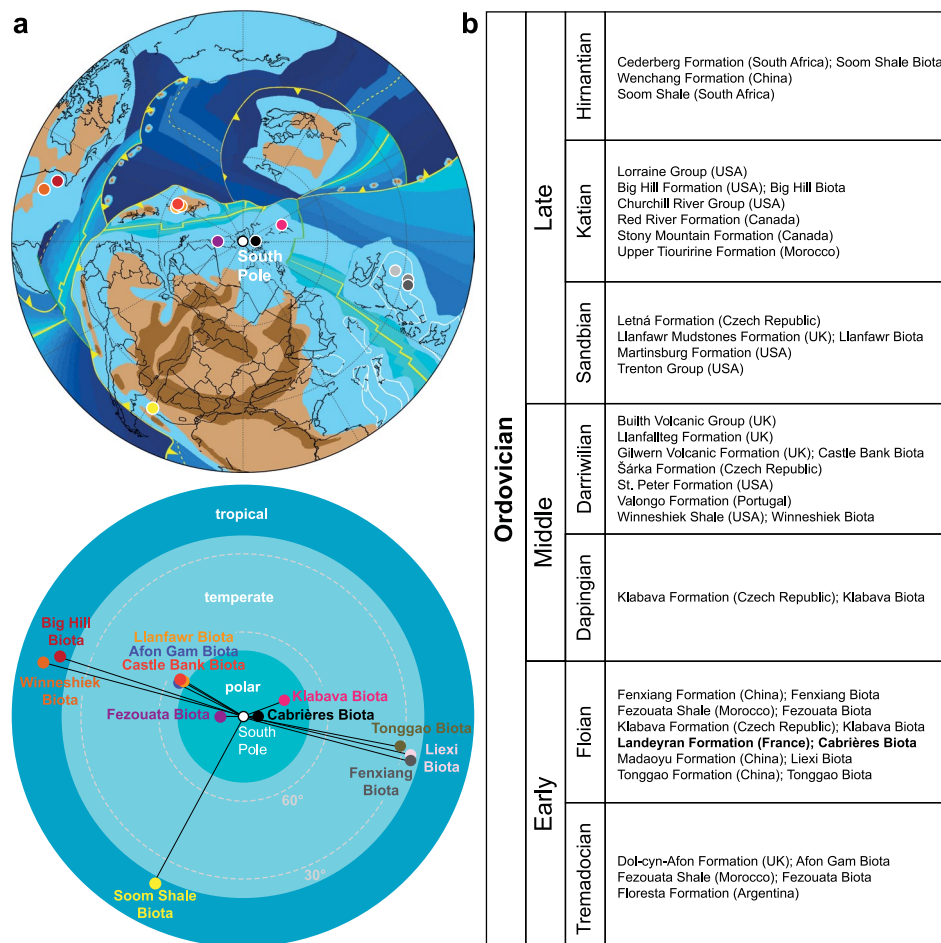 a
South
Pole
tropical
temperate
Big Hill
Biota
Llanfawr Biota
Afon Gam Biota
Castle Bank Biota
Winneshiek
Biota
polar
Klabava Biota
Fezouata Biota
Cabrières Biota
South
Pole
Tonggao Biota
Liexi
Biota
Fenxiang
Biota
60°
30°
Soom Shale
Biota
b
Ordovician
Late
Hirnantian
Cederberg Formation (South Africa); Soom Shale Biota
Wenchang Formation (China)
Soom Shale (South Africa)
Katian
Lorraine Group (USA)
Big Hill Formation (USA); Big Hill Biota
Churchill River Group (USA)
Red River Formation (Canada)
Stony Mountain Formation (Canada)
Upper Tiouririne Formation (Morocco)
Sandbian
Letná Formation (Czech Republic)
Llanfawr Mudstones Formation (UK); Llanfawr Biota
Martinsburg Formation (USA)
Trenton Group (USA)
Middle
Darriwilian
Builth Volcanic Group (UK)
Llanfallteg Formation (UK)
Gilwern Volcanic Formation (UK); Castle Bank Biota
Šárka Formation (Czech Republic)
St. Peter Formation (USA)
Valongo Formation (Portugal)
Winneshiek Shale (USA); Winneshiek Biota
Dapingian
Klabava Formation (Czech Republic); Klabava Biota
Early
Floian
Fenxiang Formation (China); Fenxiang Biota
Fezouata Shale (Morocco); Fezouata Biota
Klabava Formation (Czech Republic); Klabava Biota
Landeyran Formation (France); Cabrières Biota
Madaoyu Formation (China); Liexi Biota
Tonggao Formation (China); Tonggao Biota
Tremadocian
Dol-cyn-Afon Formation (UK); Afon Gam Biota
Fezouata Shale (Morocco); Fezouata Biota
Floresta Formation (Argentina)